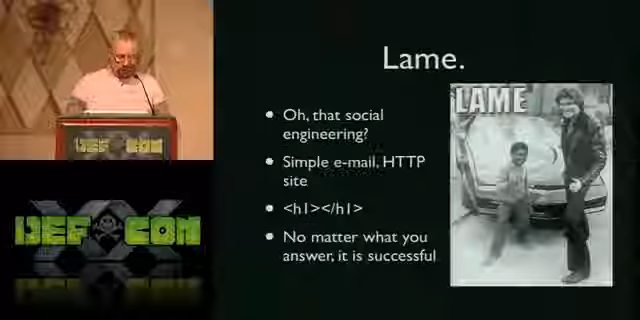 Lame.
Oh, that social
engineering?
Simple e-mail, HTTP
site
<h1></h1>
No matter what you
answer, it is successful
LAME
DEF CON
XX
DEF CON